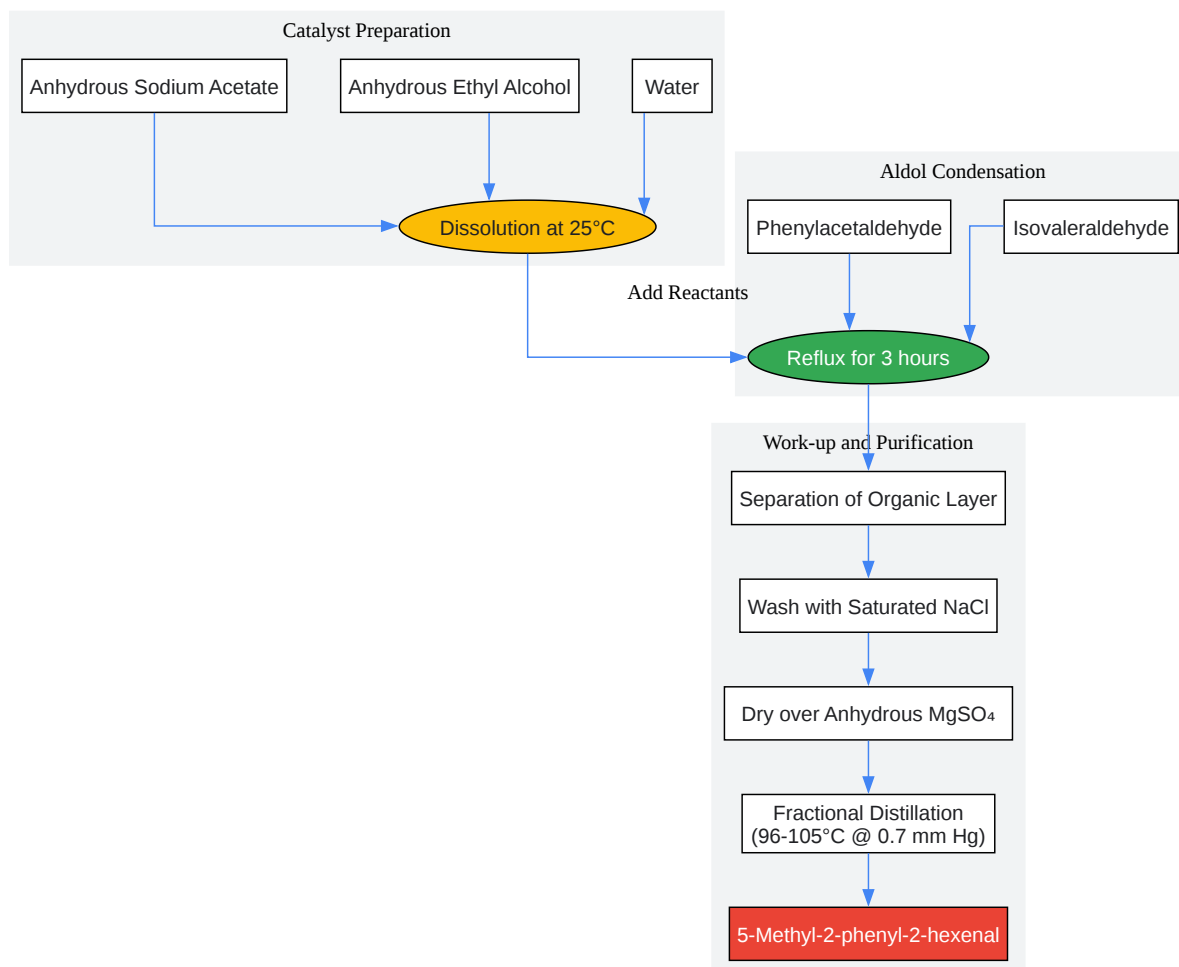 Catalyst Preparation
Anhydrous Sodium Acetate
Anhydrous Ethyl Alcohol
Water
Dissolution at 25°C
Aldol Condensation
Phenylacetaldehyde
Isovaleraldehyde
Add Reactants
Reflux for 3 hours
Work-up and Purification
Separation of Organic Layer
Wash with Saturated NaCl
Dry over Anhydrous MgSO₄
Fractional Distillation
(96-105°C @ 0.7 mm Hg)
5-Methyl-2-phenyl-2-hexenal